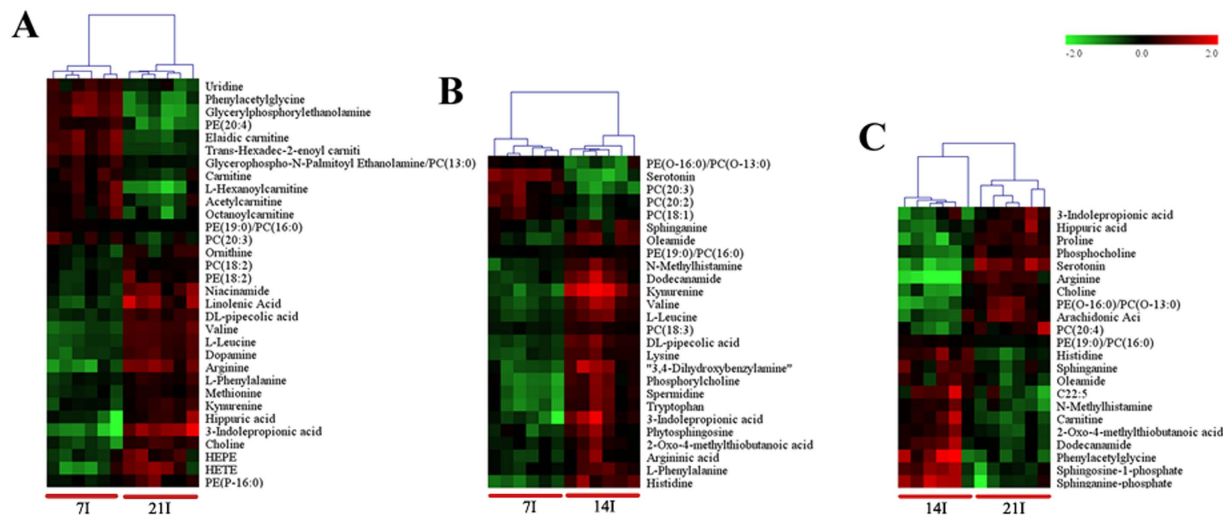 A
-2.0
0.0
2.0
Uridine
Phenylacetylglycine
Glycerylphosphorylethanolamine
PE(20:4)
Elaidic carnitine
Trans-Hexadec-2-enoyl carniti
Glycerophospho-N-Palmitoyl Ethanolamine/PC(13:0)
Carnitine
L-Hexanoylcarnitine
Acetylcarnitine
Octanoylcarnitine
PE(19:0)/PC(16:0)
PC(20:3)
Ornithine
PC(18:2)
PE(18:2)
Niacinamide
Linolenic Acid
DL-pipecolic acid
Valine
L-Leucine
Dopamine
Arginine
L-Phenylalanine
Methionine
Kynurenine
Hippuric acid
3-Indolepropionic acid
Choline
HEPE
HETE
PE(P-16:0)
7I
21I
B
PE(O-16:0)/PC(O-13:0)
Serotonin
PC(20:3)
PC(20:2)
PC(18:1)
Sphinganine
Oleamide
PE(19:0)/PC(16:0)
N-Methylhistamine
Dodecanamide
Kynurenine
Valine
L-Leucine
PC(18:3)
DL-pipecolic acid
Lysine
"3,4-Dihydroxybenzylamine"
Phosphorylcholine
Spermidine
Tryptophan
3-Indolepropionic acid
Phytosphingosine
2-Oxo-4-methylthiobutanoic acid
Argininic acid
L-Phenylalanine
Histidine
7I
14I
C
3-Indolepropionic acid
Hippuric acid
Proline
Phosphocholine
Serotonin
Arginine
Choline
PE(O-16:0)/PC(O-13:0)
Arachidonic Aci
PC(20:4)
PE(19:0)/PC(16:0)
Histidine
Sphinganine
Oleamide
C22:5
N-Methylhistamine
Carnitine
2-Oxo-4-methylthiobutanoic acid
Dodecanamide
Phenylacetylglycine
Sphingosine-1-phosphate
Sphinganine-phosphate
14I
21I